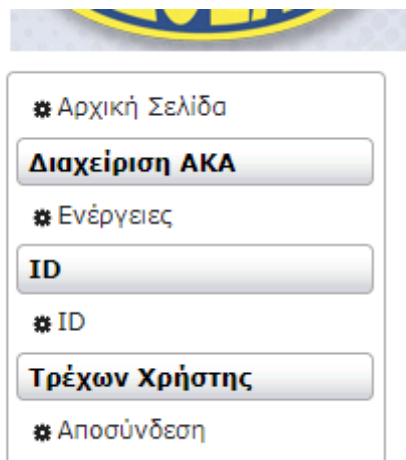 Αρχική Σελίδα
Διαχείριση ΑΚΑ
Ενέργειες
ID
ID
Τρέχων Χρήστης
Αποσύνδεση